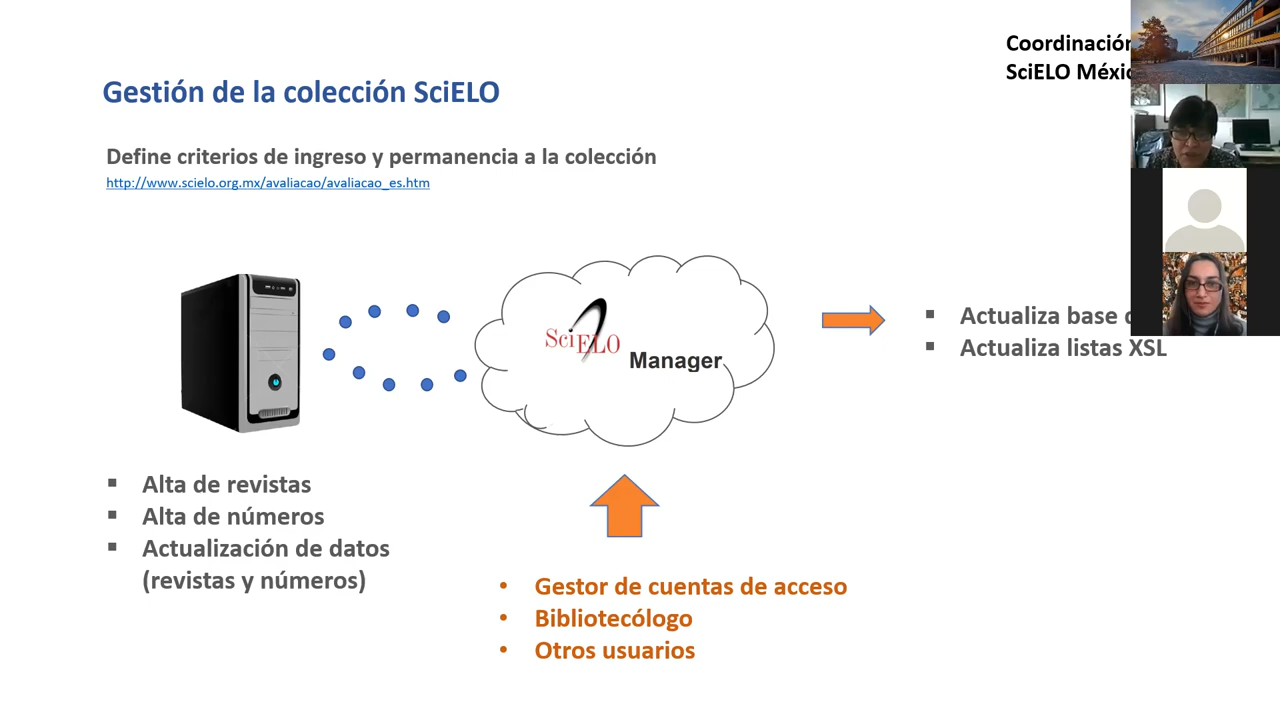 Coordinación
SciELO Méxic
Gestión de la colección SciELO
Define criterios de ingreso y permanencia a la colección
http://www.scielo.org.mx/avaliacao/avaliacao_es.htm
SciELO
Manager
Actualiza base
Actualiza listas XSL
Alta de revistas
Alta de números
Actualización de datos
(revistas y números)
Gestor de cuentas de acceso
Bibliotecólogo
Otros usuarios